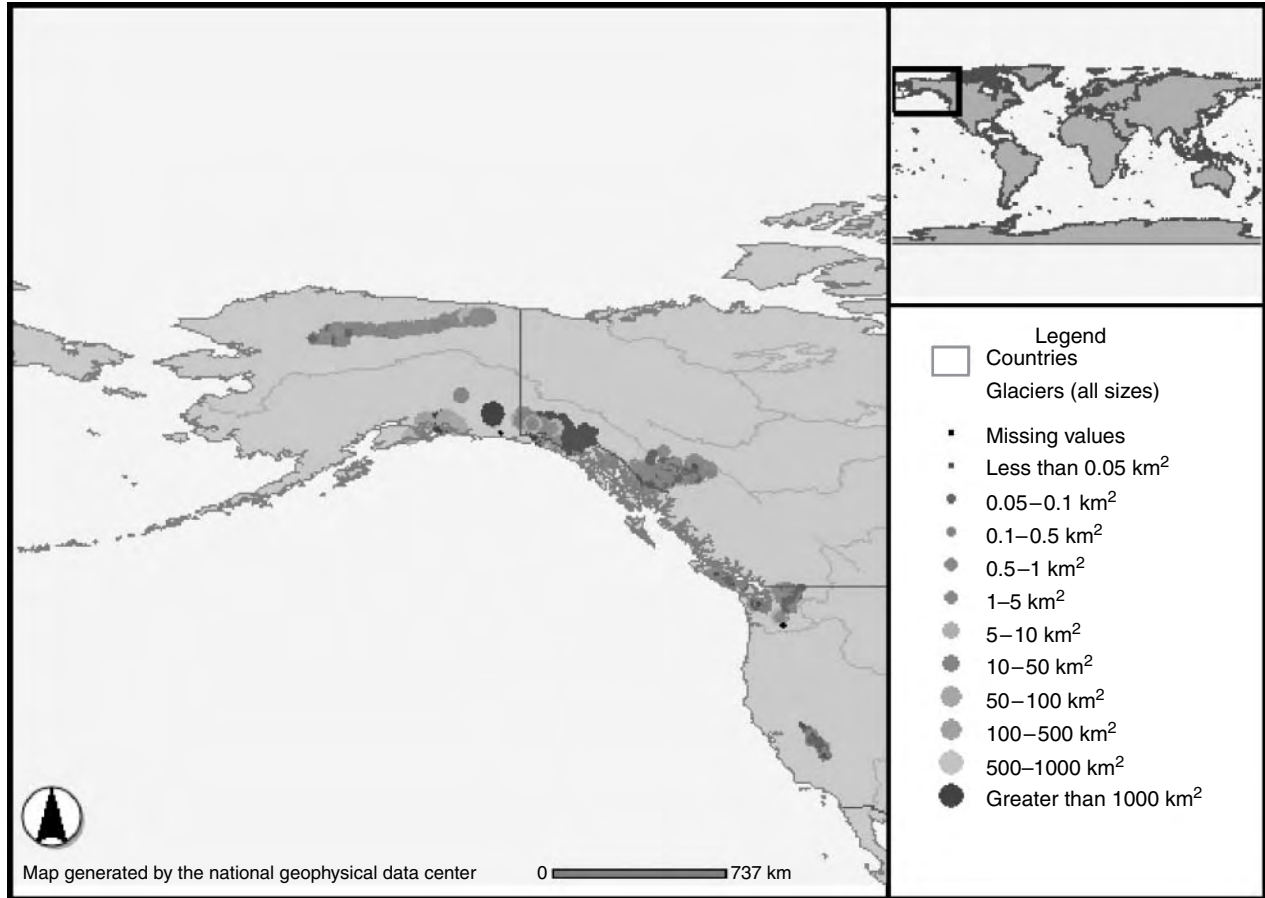 Legend
Countries
Glaciers (all sizes)
Missing values
Less than 0.05 km²
0.05–0.1 km²
0.1–0.5 km²
0.5–1 km²
1–5 km²
5–10 km²
10–50 km²
50–100 km²
100–500 km²
500–1000 km²
Greater than 1000 km²
Map generated by the national geophysical data center
0 737 km